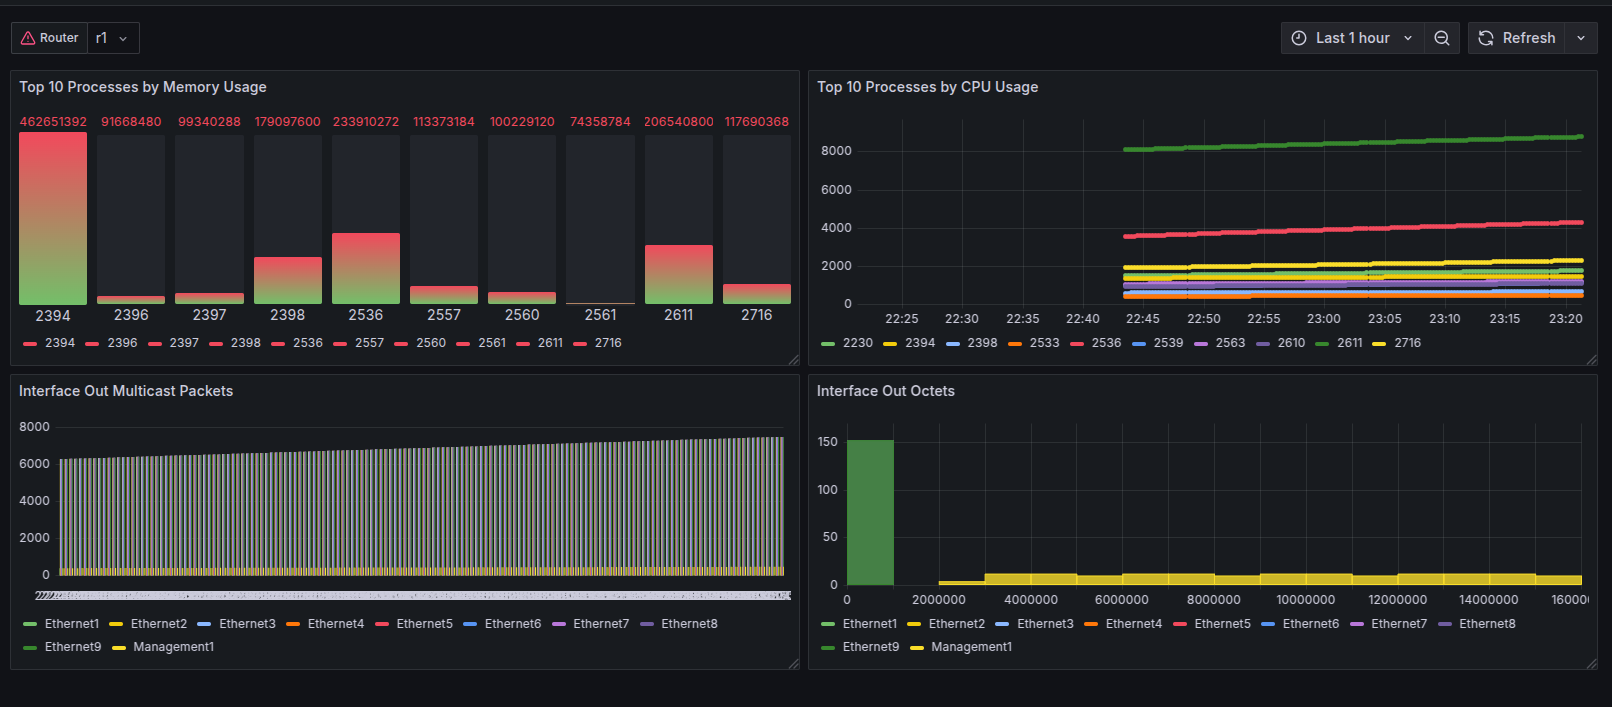 Router r1 Last 1 hour Refresh
Top 10 Processes by Memory Usage
462651392 91668480 99340288 179097600 233910272 113373184 100229120 74358784 206540800 117690368
2394 2396 2397 2398 2536 2557 2560 2561 2611 2716
2394 2396 2397 2398 2536 2557 2560 2561 2611 2716
Top 10 Processes by CPU Usage
8000
6000
4000
2000
0
22:25 22:30 22:35 22:40 22:45 22:50 22:55 23:00 23:05 23:10 23:15 23:20
2230 2394 2398 2533 2536 2539 2563 2610 2611 2716
Interface Out Multicast Packets
8000
6000
4000
2000
0
Ethernet1 Ethernet2 Ethernet3 Ethernet4 Ethernet5 Ethernet6 Ethernet7 Ethernet8
Ethernet9 Management1
Interface Out Octets
150
100
50
0
0 2000000 4000000 6000000 8000000 10000000 12000000 14000000
Ethernet1 Ethernet2 Ethernet3 Ethernet4 Ethernet5 Ethernet6 Ethernet7 Ethernet8
Ethernet9 Management1